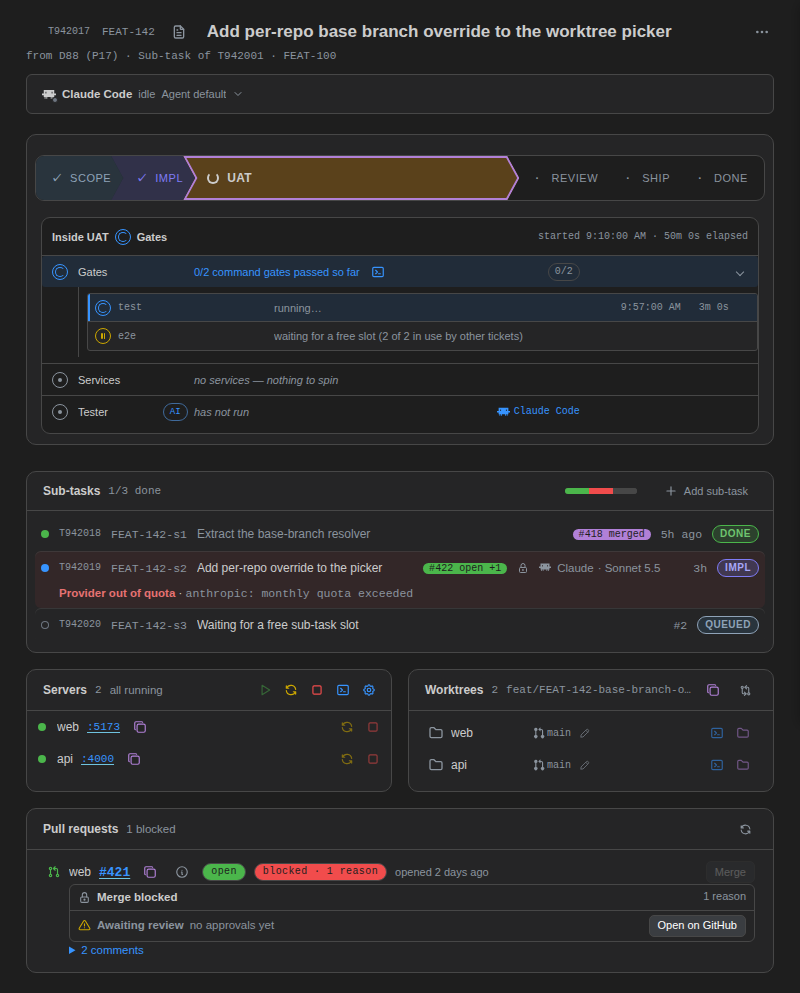 T942017 FEAT-142 Add per-repo base branch override to the worktree picker
from D88 (P17) · Sub-task of T942001 · FEAT-100
Claude Code idle Agent default
SCOPE IMPL UAT · REVIEW · SHIP · DONE
Inside UAT Gates started 9:10:00 AM · 50m 0s elapsed
Gates 0/2 command gates passed so far 0/2
test running… 9:57:00 AM 3m 0s
e2e waiting for a free slot (2 of 2 in use by other tickets)
Services no services — nothing to spin
Tester AI has not run Claude Code
Sub-tasks 1/3 done Add sub-task
T942018 FEAT-142-s1 Extract the base-branch resolver #418 merged 5h ago DONE
T942019 FEAT-142-s2 Add per-repo override to the picker #422 open +1 Claude · Sonnet 5.5 3h IMPL
Provider out of quota · anthropic: monthly quota exceeded
T942020 FEAT-142-s3 Waiting for a free sub-task slot #2 QUEUED
Servers 2 all running
web :5173
api :4000
Worktrees 2 feat/FEAT-142-base-branch-o…
web main
api main
Pull requests 1 blocked
web #421 open blocked · 1 reason opened 2 days ago Merge
Merge blocked 1 reason
Awaiting review no approvals yet Open on GitHub
2 comments